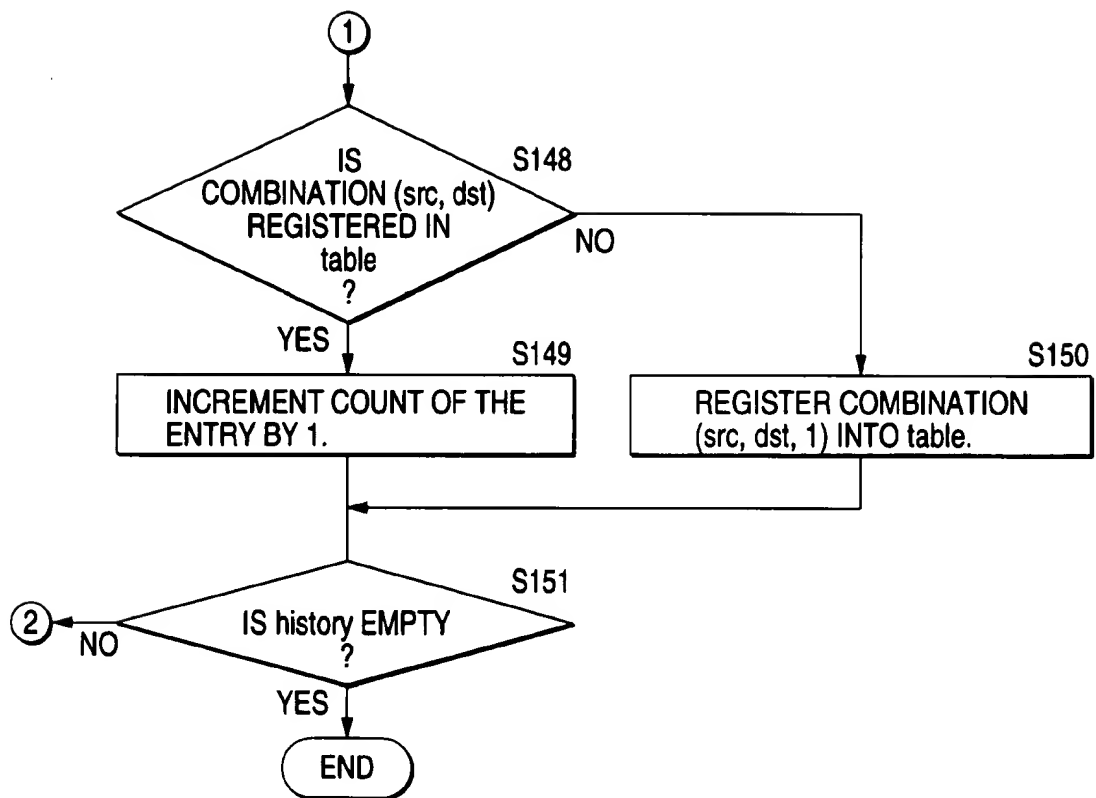 1
IS
COMBINATION (src, dst)
REGISTERED IN
table
?
S148
NO
YES
S149
INCREMENT COUNT OF THE
ENTRY BY 1.
S150
REGISTER COMBINATION
(src, dst, 1) INTO table.
S151
IS history EMPTY
?
2
NO
YES
END